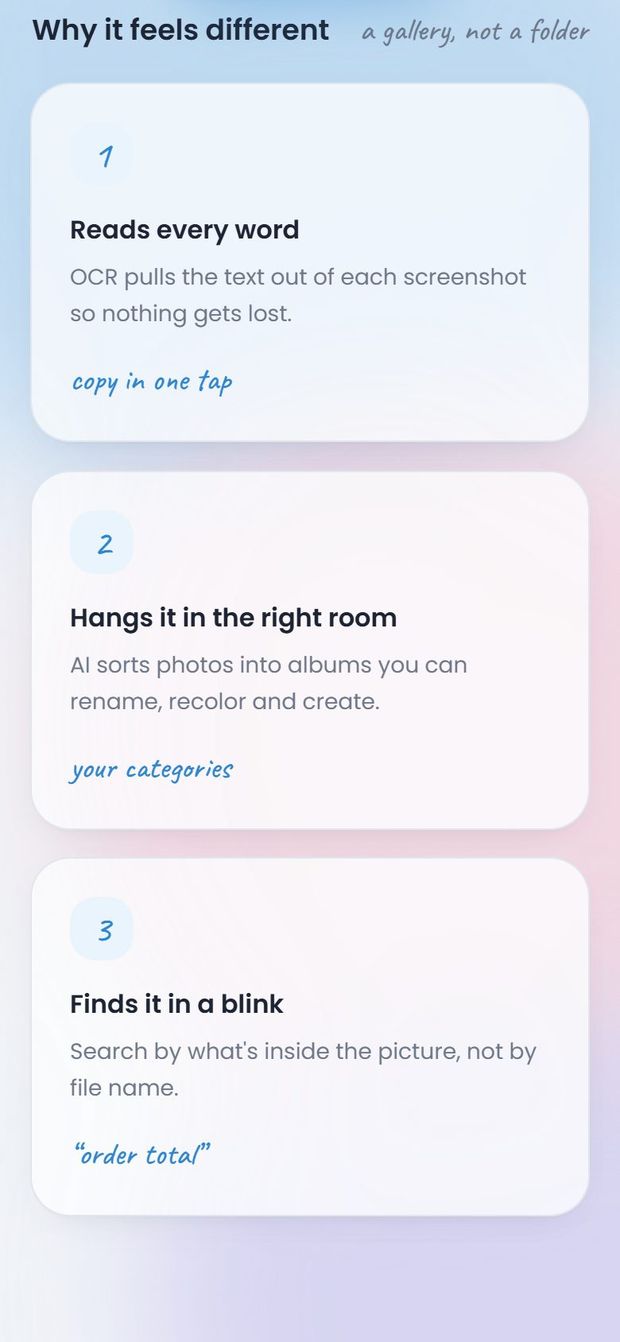 Why it feels different a gallery, not a folder
1
Reads every word
OCR pulls the text out of each screenshot
so nothing gets lost.
copy in one tap
2
Hangs it in the right room
AI sorts photos into albums you can
rename, recolor and create.
your categories
3
Finds it in a blink
Search by what's inside the picture, not by
file name.
“order total”